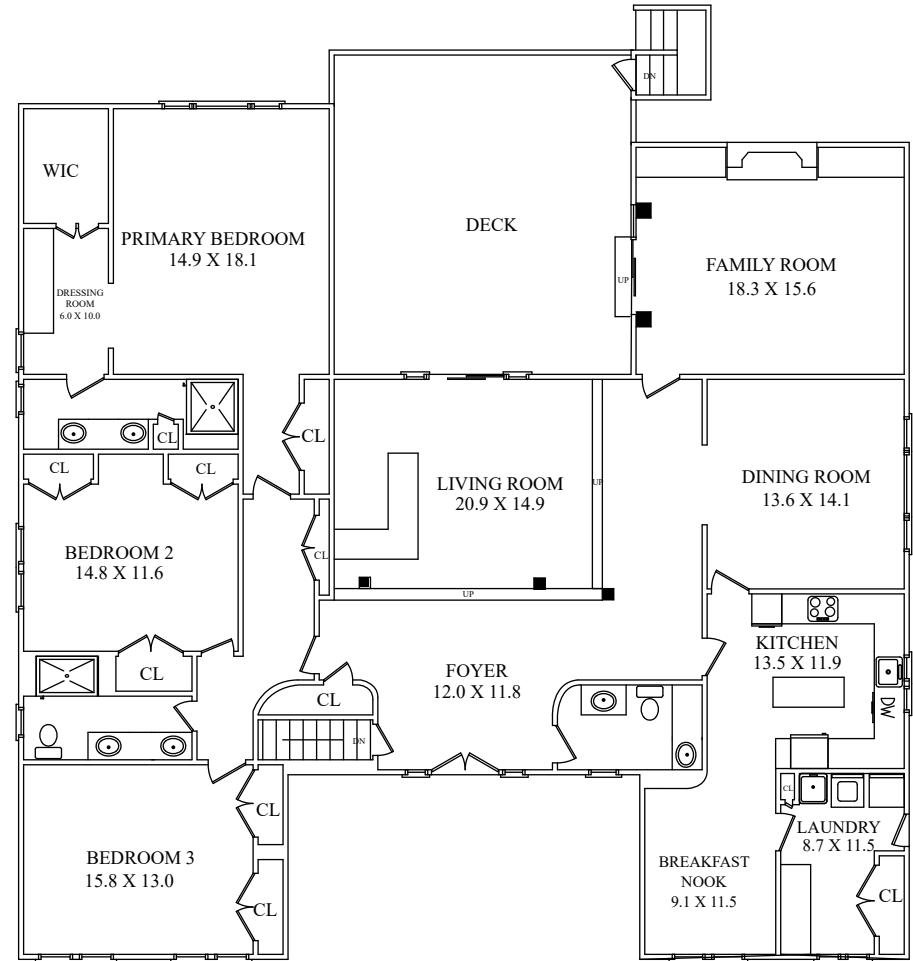 DN
WIC
DECK
PRIMARY BEDROOM
14.9 X 18.1
FAMILY ROOM
18.3 X 15.6
UP
DRESSING
ROOM
6.0 X 10.0
CL
CL
CL
CL
LIVING ROOM
20.9 X 14.9
UP
DINING ROOM
13.6 X 14.1
BEDROOM 2
14.8 X 11.6
CL
UP
KITCHEN
13.5 X 11.9
FOYER
12.0 X 11.8
CL
CL
DW
DN
CL
CL
LAUNDRY
8.7 X 11.5
BEDROOM 3
15.8 X 13.0
BREAKFAST
NOOK
9.1 X 11.5
CL
CL